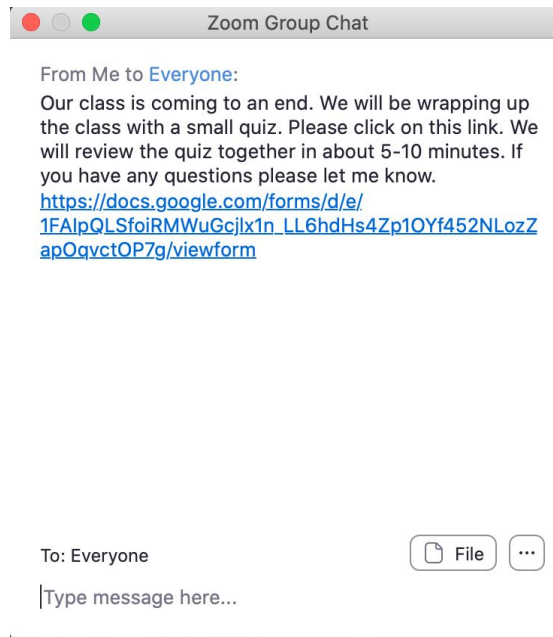 Zoom Group Chat
From Me to Everyone:
Our class is coming to an end. We will be wrapping up
the class with a small quiz. Please click on this link. We
will review the quiz together in about 5-10 minutes. If
you have any questions please let me know.
https://docs.google.com/forms/d/e/
1FAIpQLSfoiRMWuGcjlx1n_LL6hdHs4Zp1OYf452NLozZ
apOqvctOP7g/viewform
To: Everyone
File
...
Type message here...